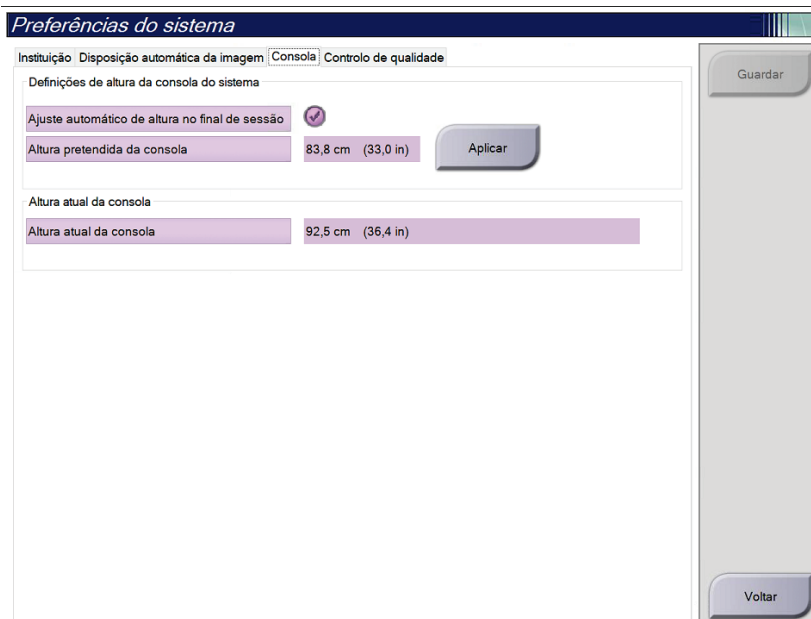 Preferências do sistema
Instituição Disposição automática da imagem Consola Controlo de qualidade
Guardar
Definições de altura da consola do sistema
Ajuste automático de altura no final de sessão
Altura pretendida da consola 83,8 cm (33,0 in) Aplicar
Altura atual da consola
Altura atual da consola 92,5 cm (36,4 in)
Voltar